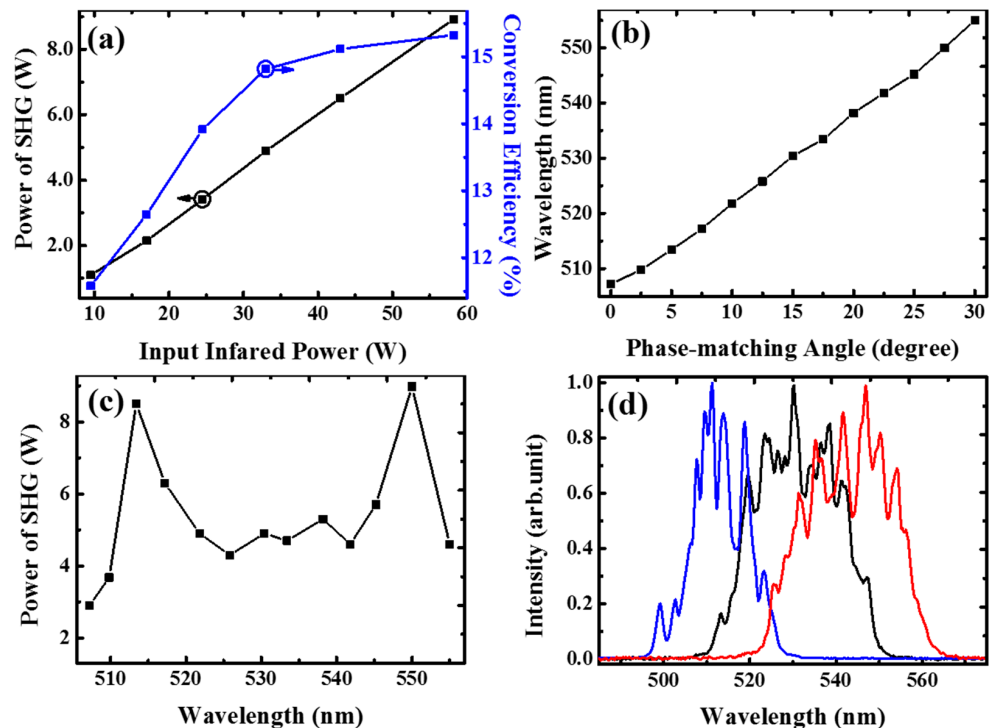 (a)
Power of SHG (W)
8.0
6.0
4.0
2.0
15
14
13
12
Conversion Efficiency (%)
10 20 30 40 50 60
Input Infared Power (W)
(b)
Wavelength (nm)
550
540
530
520
510
0 5 10 15 20 25 30
Phase-matching Angle (degree)
(c)
Power of SHG (W)
8
6
4
2
510 520 530 540 550
Wavelength (nm)
(d)
Intensity (arb.unit)
1.0
0.8
0.6
0.4
0.2
0.0
500 520 540 560
Wavelength (nm)